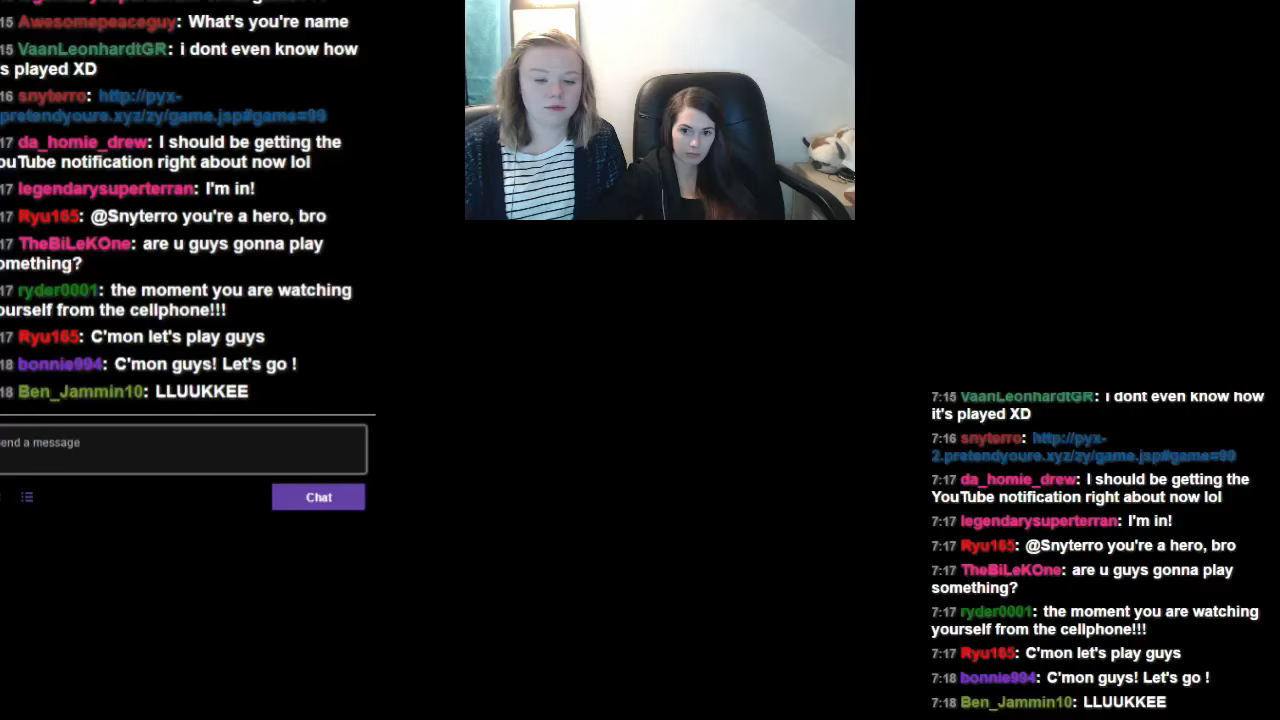 15 Awesomepeaceguy: What's you're name
15 VaanLeonhardtGR: i dont even know how
's played XD
16 snyterro: http://pyx-
pretendyoure.xyz/zy/game.jsp#game=99
17 da_homie_drew: I should be getting the
ouTube notification right about now lol
17 legendarysuperterran: I'm in!
17 Ryu165: @Snyterro you're a hero, bro
17 TheBiLeKOne: are u guys gonna play
omething?
17 ryder0001: the moment you are watching
ourself from the cellphone!!!
17 Ryu165: C'mon let's play guys
18 bonnie994: C'mon guys! Let's go !
18 Ben_Jammin10: LLUUKKEE
end a message
Chat
7:15 VaanLeonhardtGR: i dont even know how
it's played XD
7:16 snyterro: http://pyx-
2.pretendyoure.xyz/zy/game.jsp#game=99
7:17 da_homie_drew: I should be getting the
YouTube notification right about now lol
7:17 legendarysuperterran: I'm in!
7:17 Ryu165: @Snyterro you're a hero, bro
7:17 TheBiLeKOne: are u guys gonna play
something?
7:17 ryder0001: the moment you are watching
yourself from the cellphone!!!
7:17 Ryu165: C'mon let's play guys
7:18 bonnie994: C'mon guys! Let's go !
7:18 Ben_Jammin10: LLUUKKEE